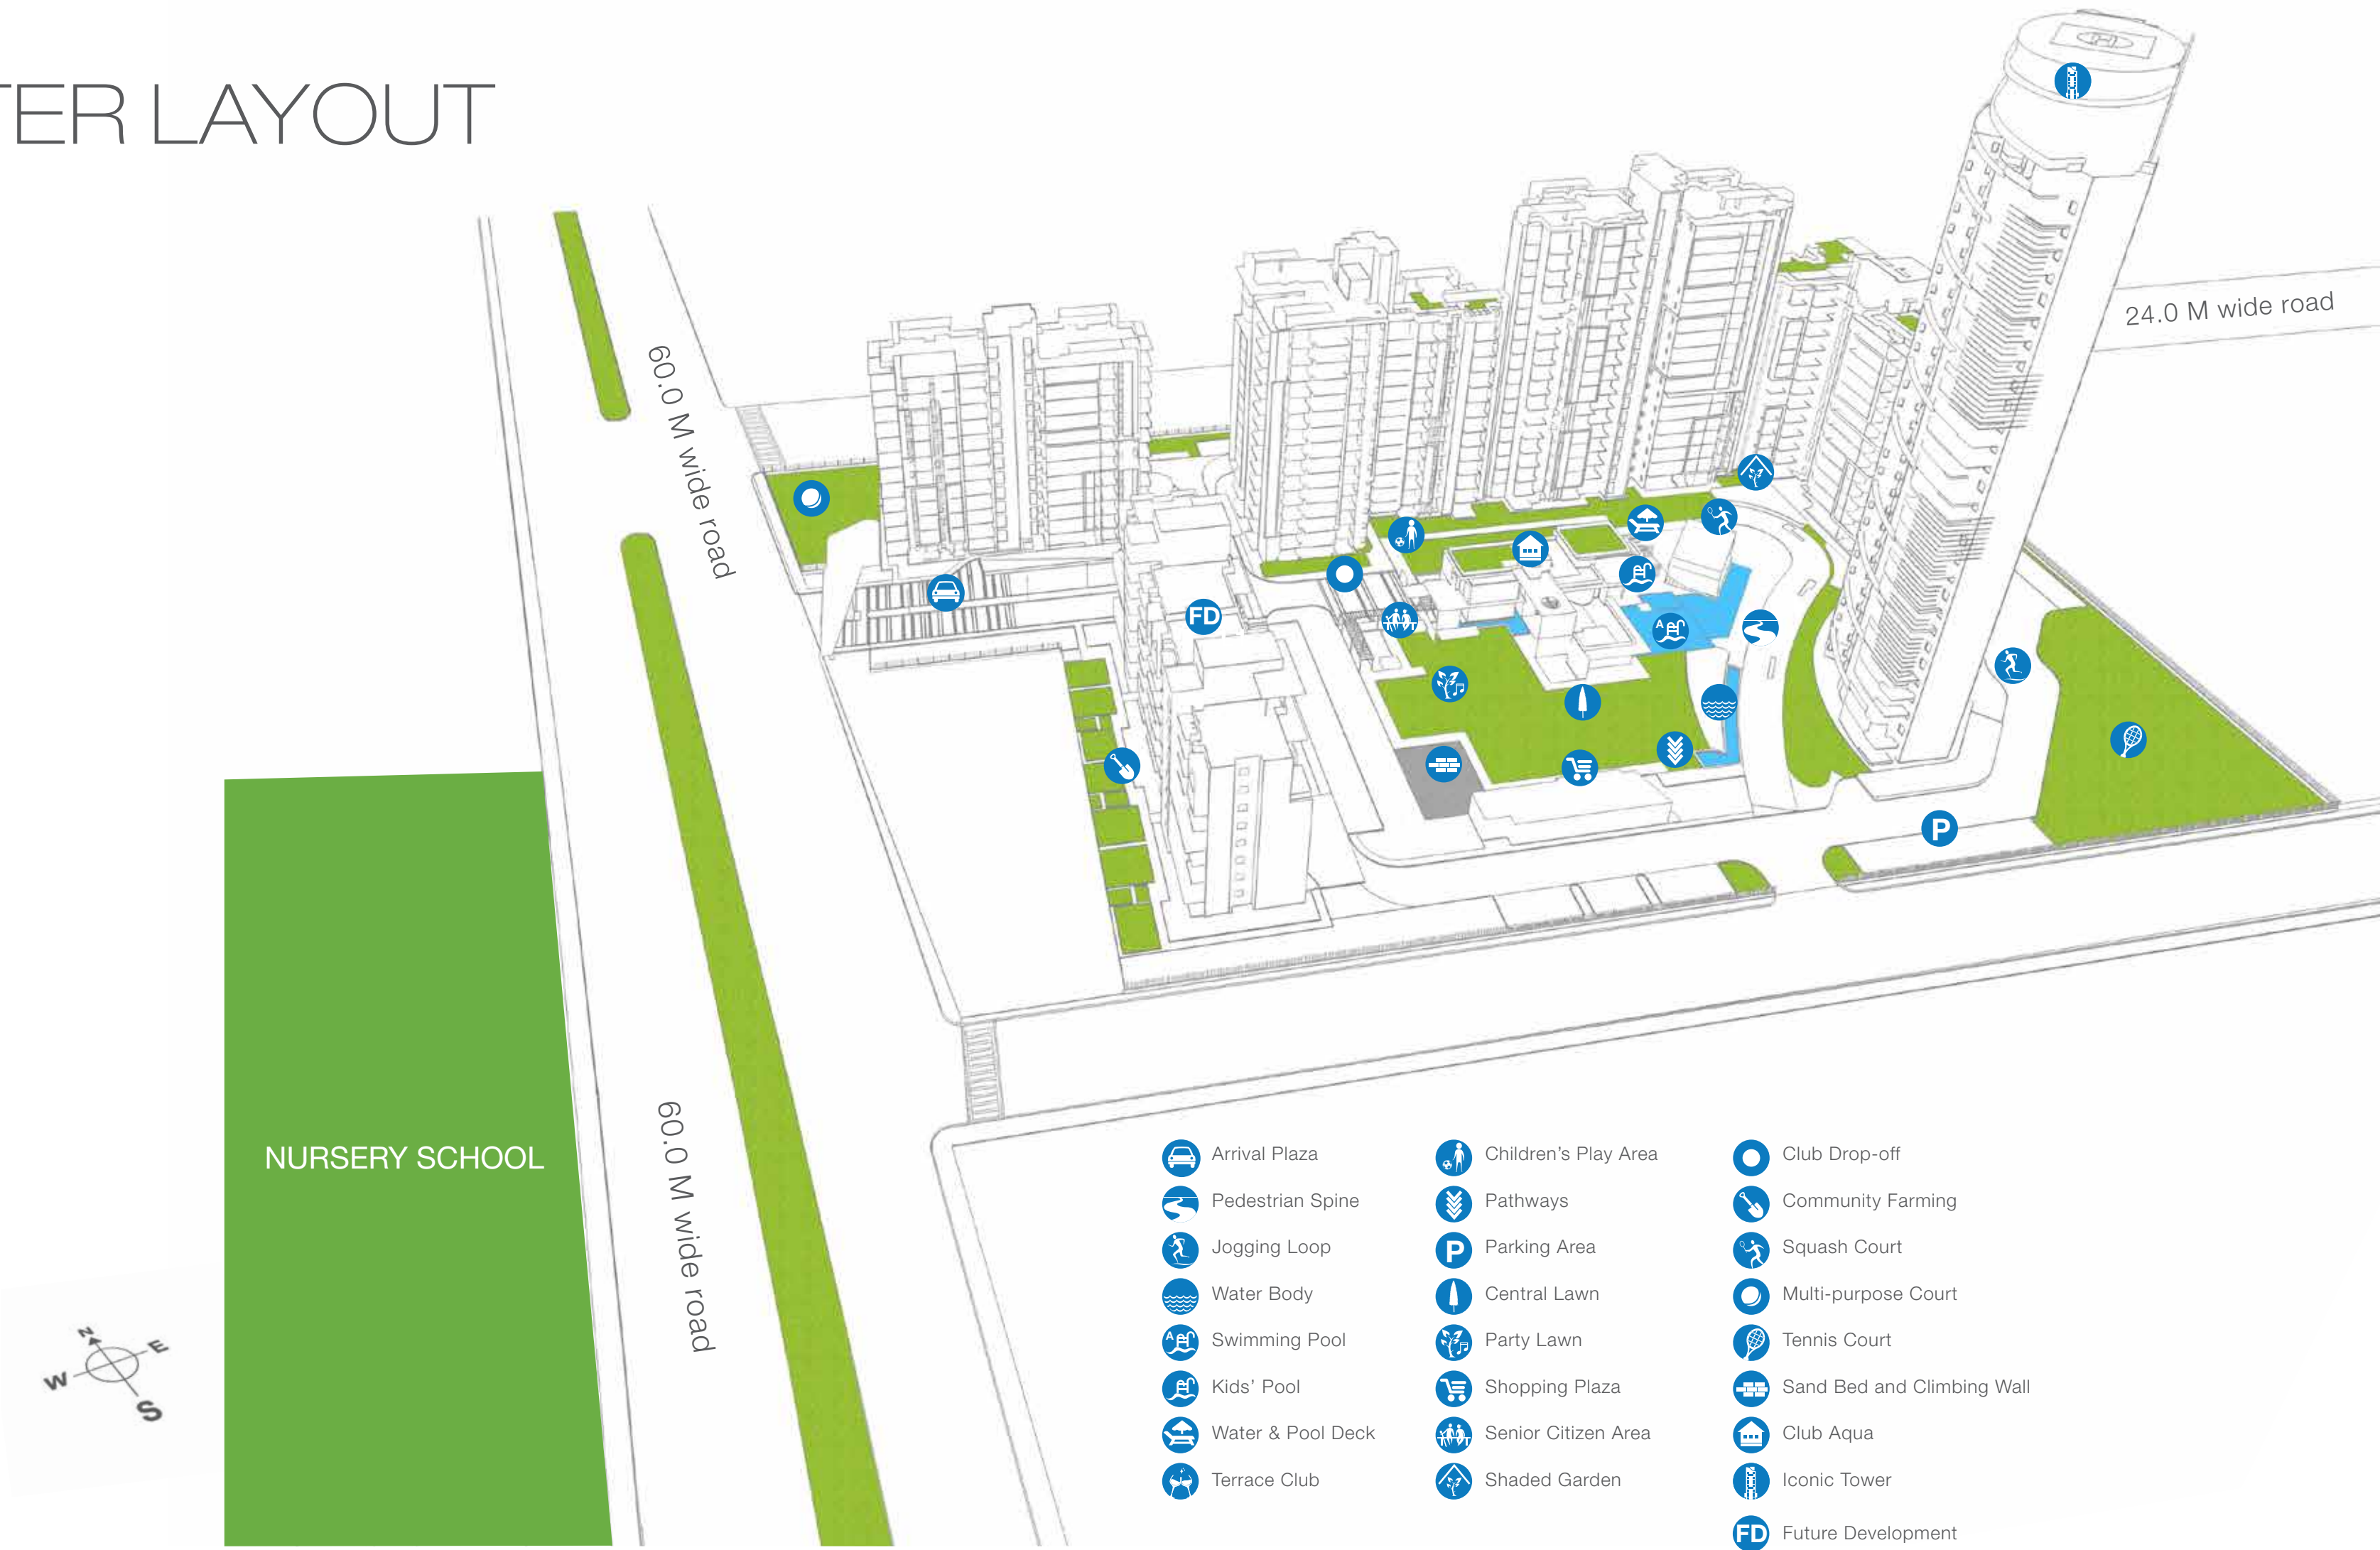 TER LAYOUT
24.0 M wide road
60.0 M wide road
FD
P
NURSERY SCHOOL
60.0 M wide road
N
E
W
S
A
Arrival Plaza
Pedestrian Spine
Jogging Loop
Water Body
A Swimming Pool
Kids' Pool
Water & Pool Deck
Terrace Club
Children's Play Area
Pathways
P Parking Area
Central Lawn
Party Lawn
Shopping Plaza
Senior Citizen Area
Shaded Garden
Club Drop-off
Community Farming
Squash Court
Multi-purpose Court
Tennis Court
Sand Bed and Climbing Wall
Club Aqua
Iconic Tower
FD Future Development
H